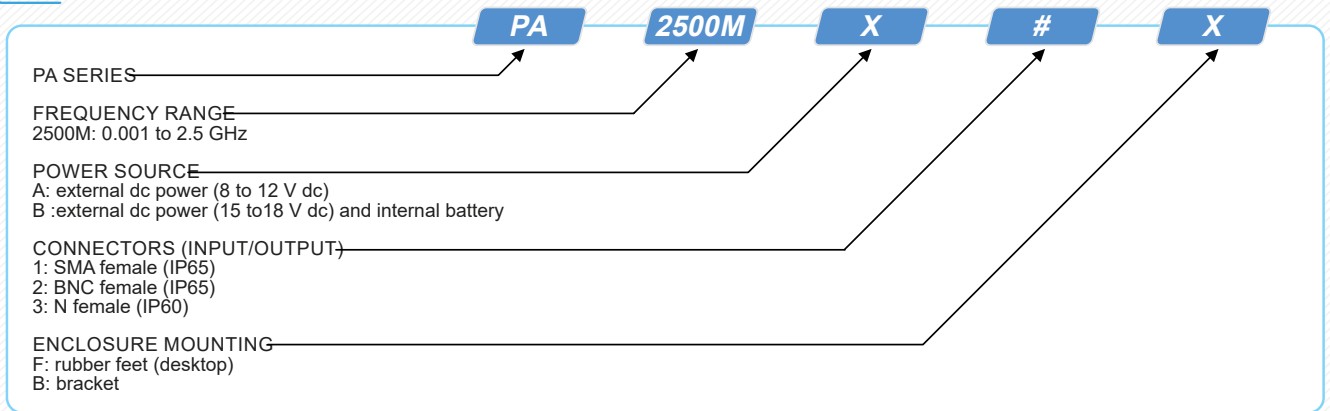 PA 2500M X # X
PA SERIES
FREQUENCY RANGE
2500M: 0.001 to 2.5 GHz
POWER SOURCE
A: external dc power (8 to 12 V dc)
B :external dc power (15 to18 V dc) and internal battery
CONNECTORS (INPUT/OUTPUT)
1: SMA female (IP65)
2: BNC female (IP65)
3: N female (IP60)
ENCLOSURE MOUNTING
F: rubber feet (desktop)
B: bracket